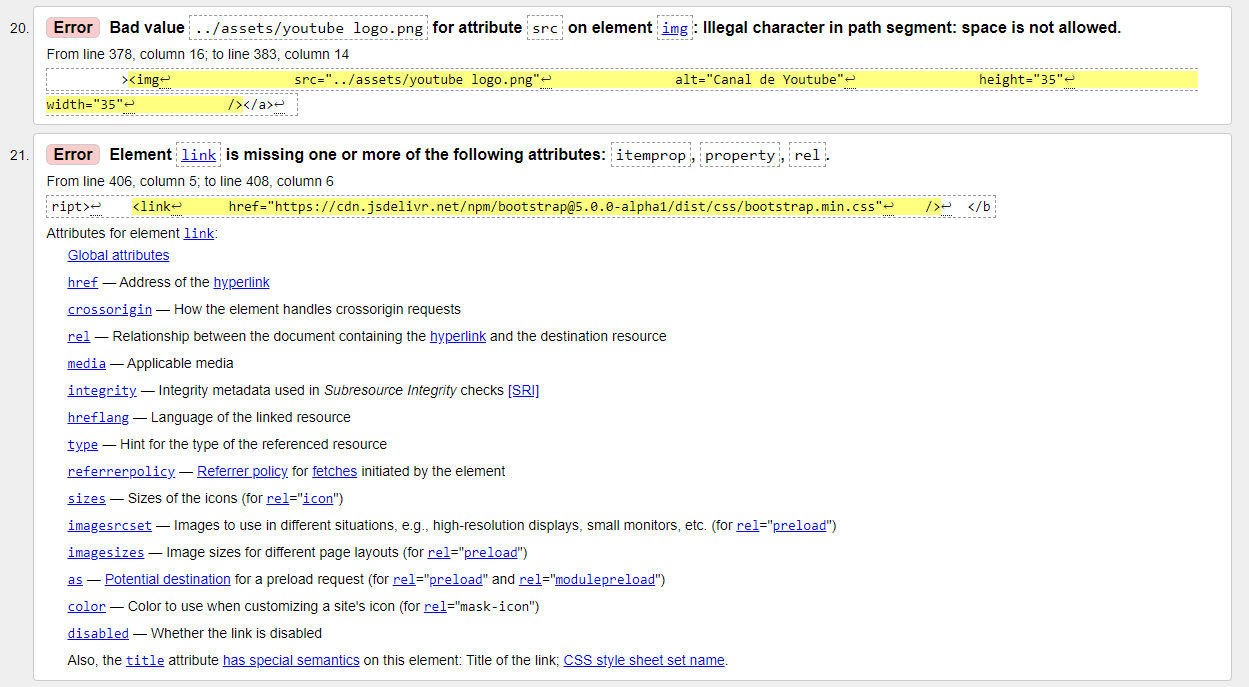 20. Error Bad value ../assets/youtube logo.png for attribute src on element img: Illegal character in path segment: space is not allowed.
From line 378, column 16; to line 383, column 14
><img↩ src="../assets/youtube logo.png"↩ alt="Canal de Youtube"↩ height="35"↩
width="35"↩ /></a>↩
21. Error Element link is missing one or more of the following attributes: itemprop, property, rel.
From line 406, column 5; to line 408, column 6
ript>↩ <link↩ href="https://cdn.jsdelivr.net/npm/bootstrap@5.0.0-alpha1/dist/css/bootstrap.min.css"↩ />↩ </b
Attributes for element link:
Global attributes
href — Address of the hyperlink
crossorigin — How the element handles crossorigin requests
rel — Relationship between the document containing the hyperlink and the destination resource
media — Applicable media
integrity — Integrity metadata used in Subresource Integrity checks [SRI]
hreflang — Language of the linked resource
type — Hint for the type of the referenced resource
referrerpolicy — Referrer policy for fetches initiated by the element
sizes — Sizes of the icons (for rel="icon")
imagesrcset — Images to use in different situations, e.g., high-resolution displays, small monitors, etc. (for rel="preload")
imagesizes — Image sizes for different page layouts (for rel="preload")
as — Potential destination for a preload request (for rel="preload" and rel="modulepreload")
color — Color to use when customizing a site's icon (for rel="mask-icon")
disabled — Whether the link is disabled
Also, the title attribute has special semantics on this element: Title of the link; CSS style sheet set name.